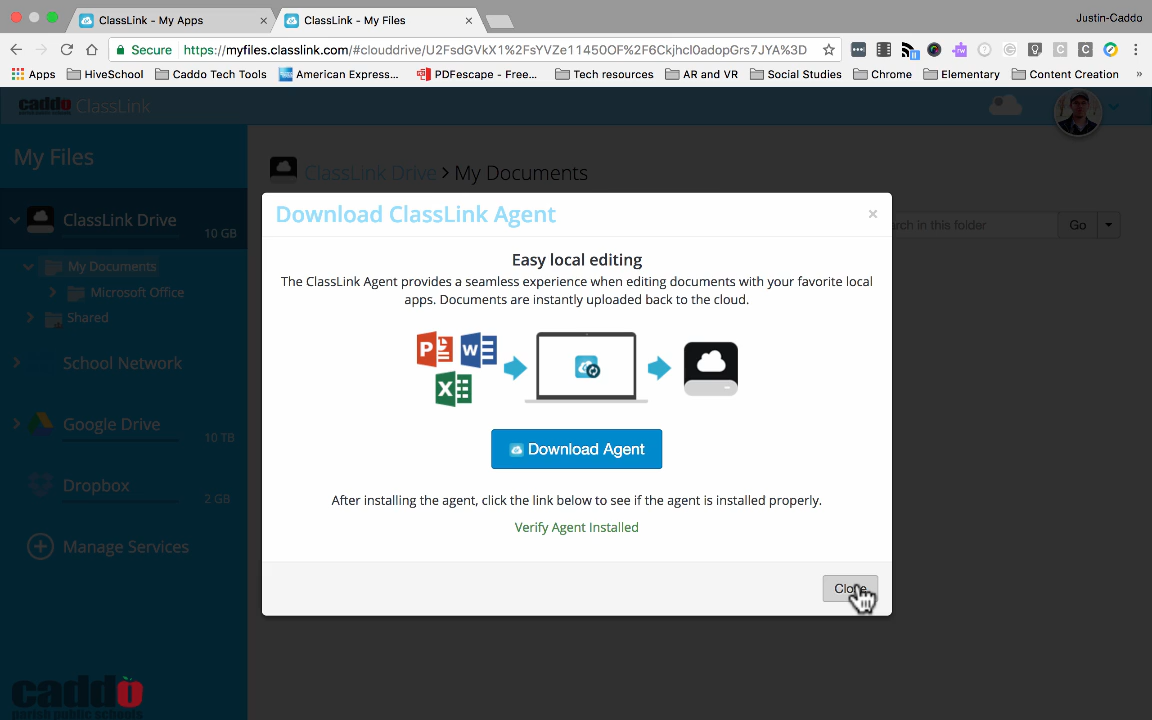 ClassLink - My Apps
ClassLink - My Files
Justin-Caddo
Secure
https://myfiles.classlink.com/#clouddrive/U2FsdGVkX1%2FsYVZe11450OF%2F6Ckjhcl0adopGrs7JYA%3D
Apps
HiveSchool
Caddo Tech Tools
American Express...
PDFescape - Free...
Tech resources
AR and VR
Social Studies
Chrome
Elementary
Content Creation
»
caddo ClassLink
My Files
ClassLink Drive > My Documents
ClassLink Drive
10 GB
My Documents
Microsoft Office
Shared
School Network
Google Drive
10 TB
Dropbox
2 GB
Manage Services
rch in this folder
Go
Download ClassLink Agent
×
Easy local editing
The ClassLink Agent provides a seamless experience when editing documents with your favorite local
apps. Documents are instantly uploaded back to the cloud.
Download Agent
After installing the agent, click the link below to see if the agent is installed properly.
Verify Agent Installed
caddo
parish public schools